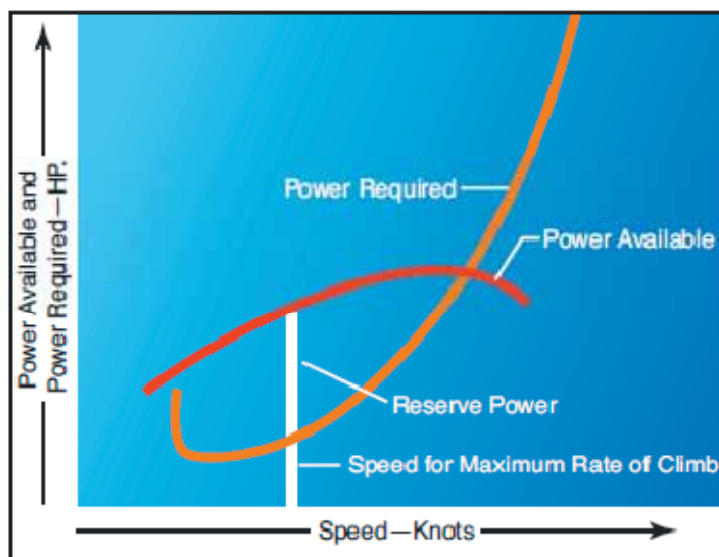 Power Available and
Power Required—HP.
Power Required
Power Available
Reserve Power
Speed for Maximum Rate of Climb
Speed—Knots